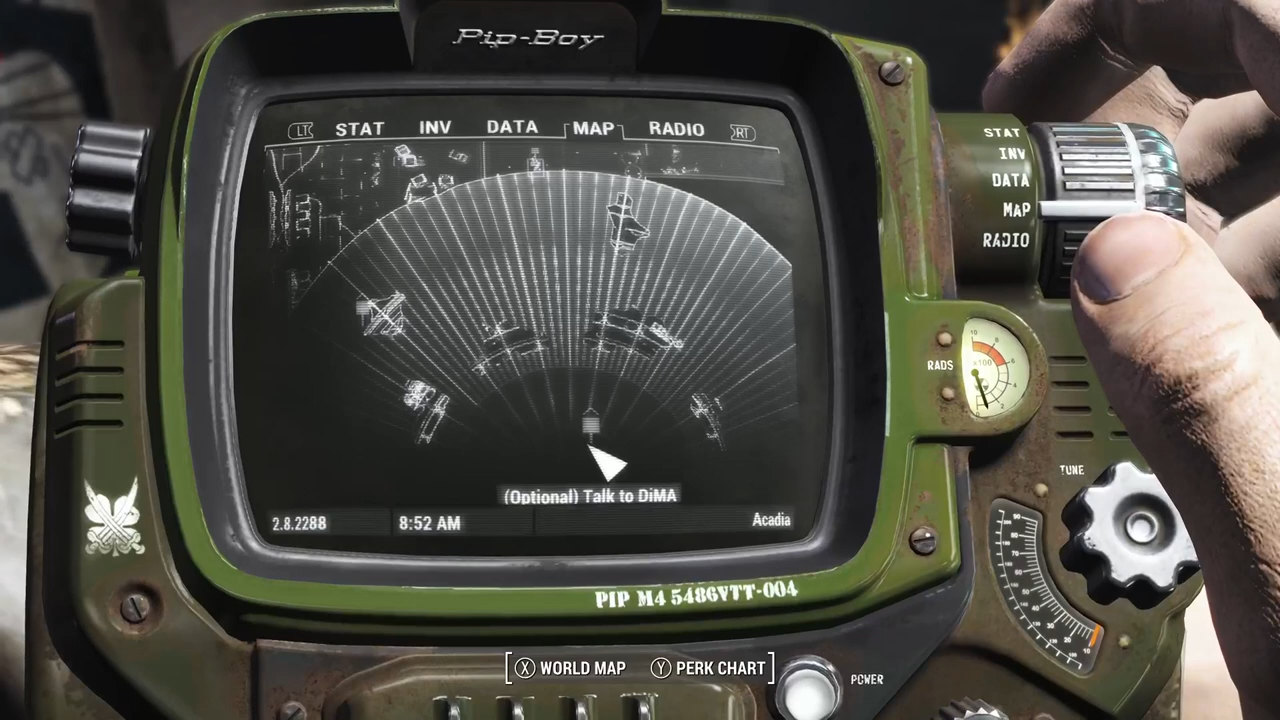 Pip-Boy
LT STAT INV DATA MAP RADIO RT
STAT
INV
DATA
MAP
RADIO
RADS
x100
TUNE
(Optional) Talk to DiMA
2.8.2288 8:52 AM Acadia
PIP M4 5486VTT-004
X WORLD MAP Y PERK CHART
POWER